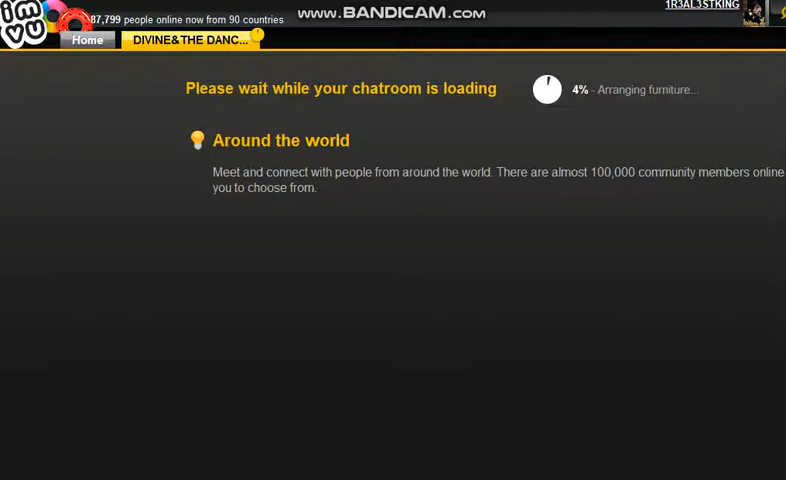 imvu
87,799 people online now from 90 countries
www.BANDICAM.com
1R3AL3STKING
Home
DIVINE&THE DANC...
Please wait while your chatroom is loading
4% - Arranging furniture...
Around the world
Meet and connect with people from around the world. There are almost 100,000 community members online
you to choose from.